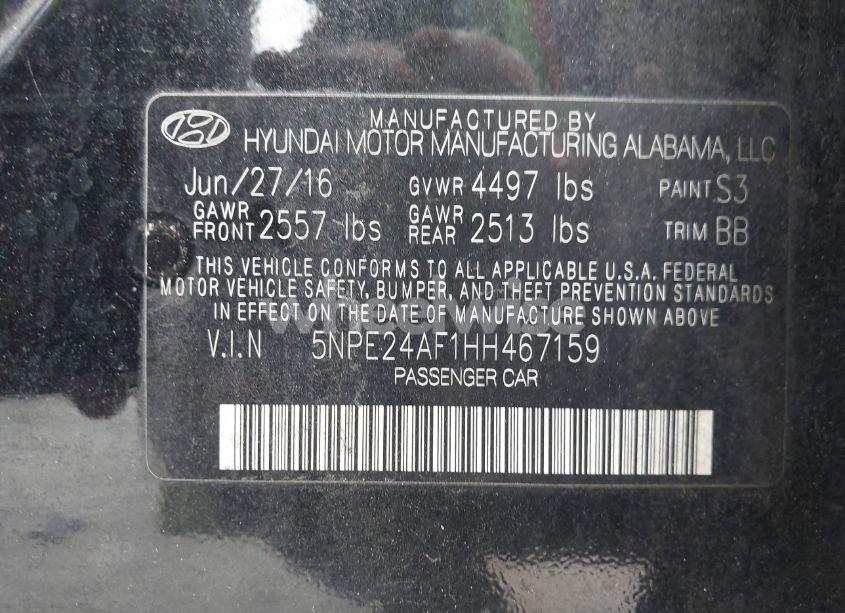 MANUFACTURED BY
HYUNDAI MOTOR MANUFACTURING ALABAMA, LLC
Jun/27/16 GVWR 4497 lbs PAINT S3
GAWR FRONT 2557 lbs GAWR REAR 2513 lbs TRIM BB
THIS VEHICLE CONFORMS TO ALL APPLICABLE U.S.A. FEDERAL
MOTOR VEHICLE SAFETY, BUMPER, AND THEFT PREVENTION STANDARDS
IN EFFECT ON THE DATE OF MANUFACTURE SHOWN ABOVE
V.I.N 5NPE24AF1HH467159
PASSENGER CAR